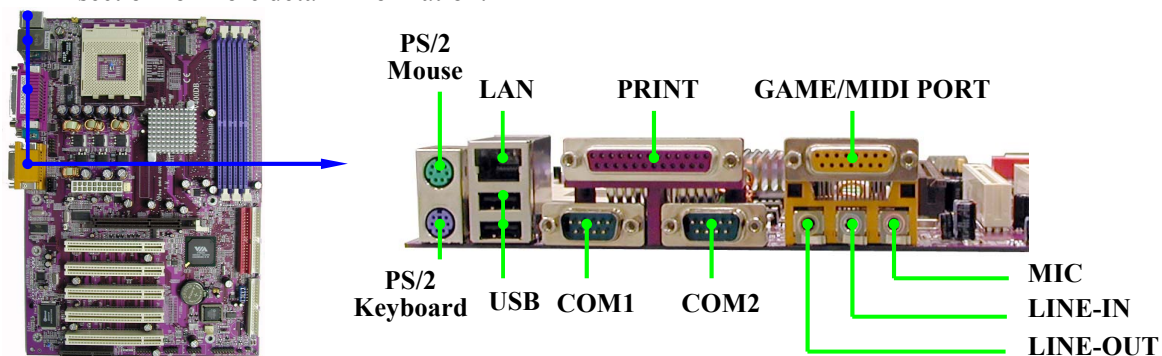 PS/2
Mouse
LAN
PRINT
GAME/MIDI PORT
PS/2
Keyboard
USB
COM1
COM2
MIC
LINE-IN
LINE-OUT
VIA